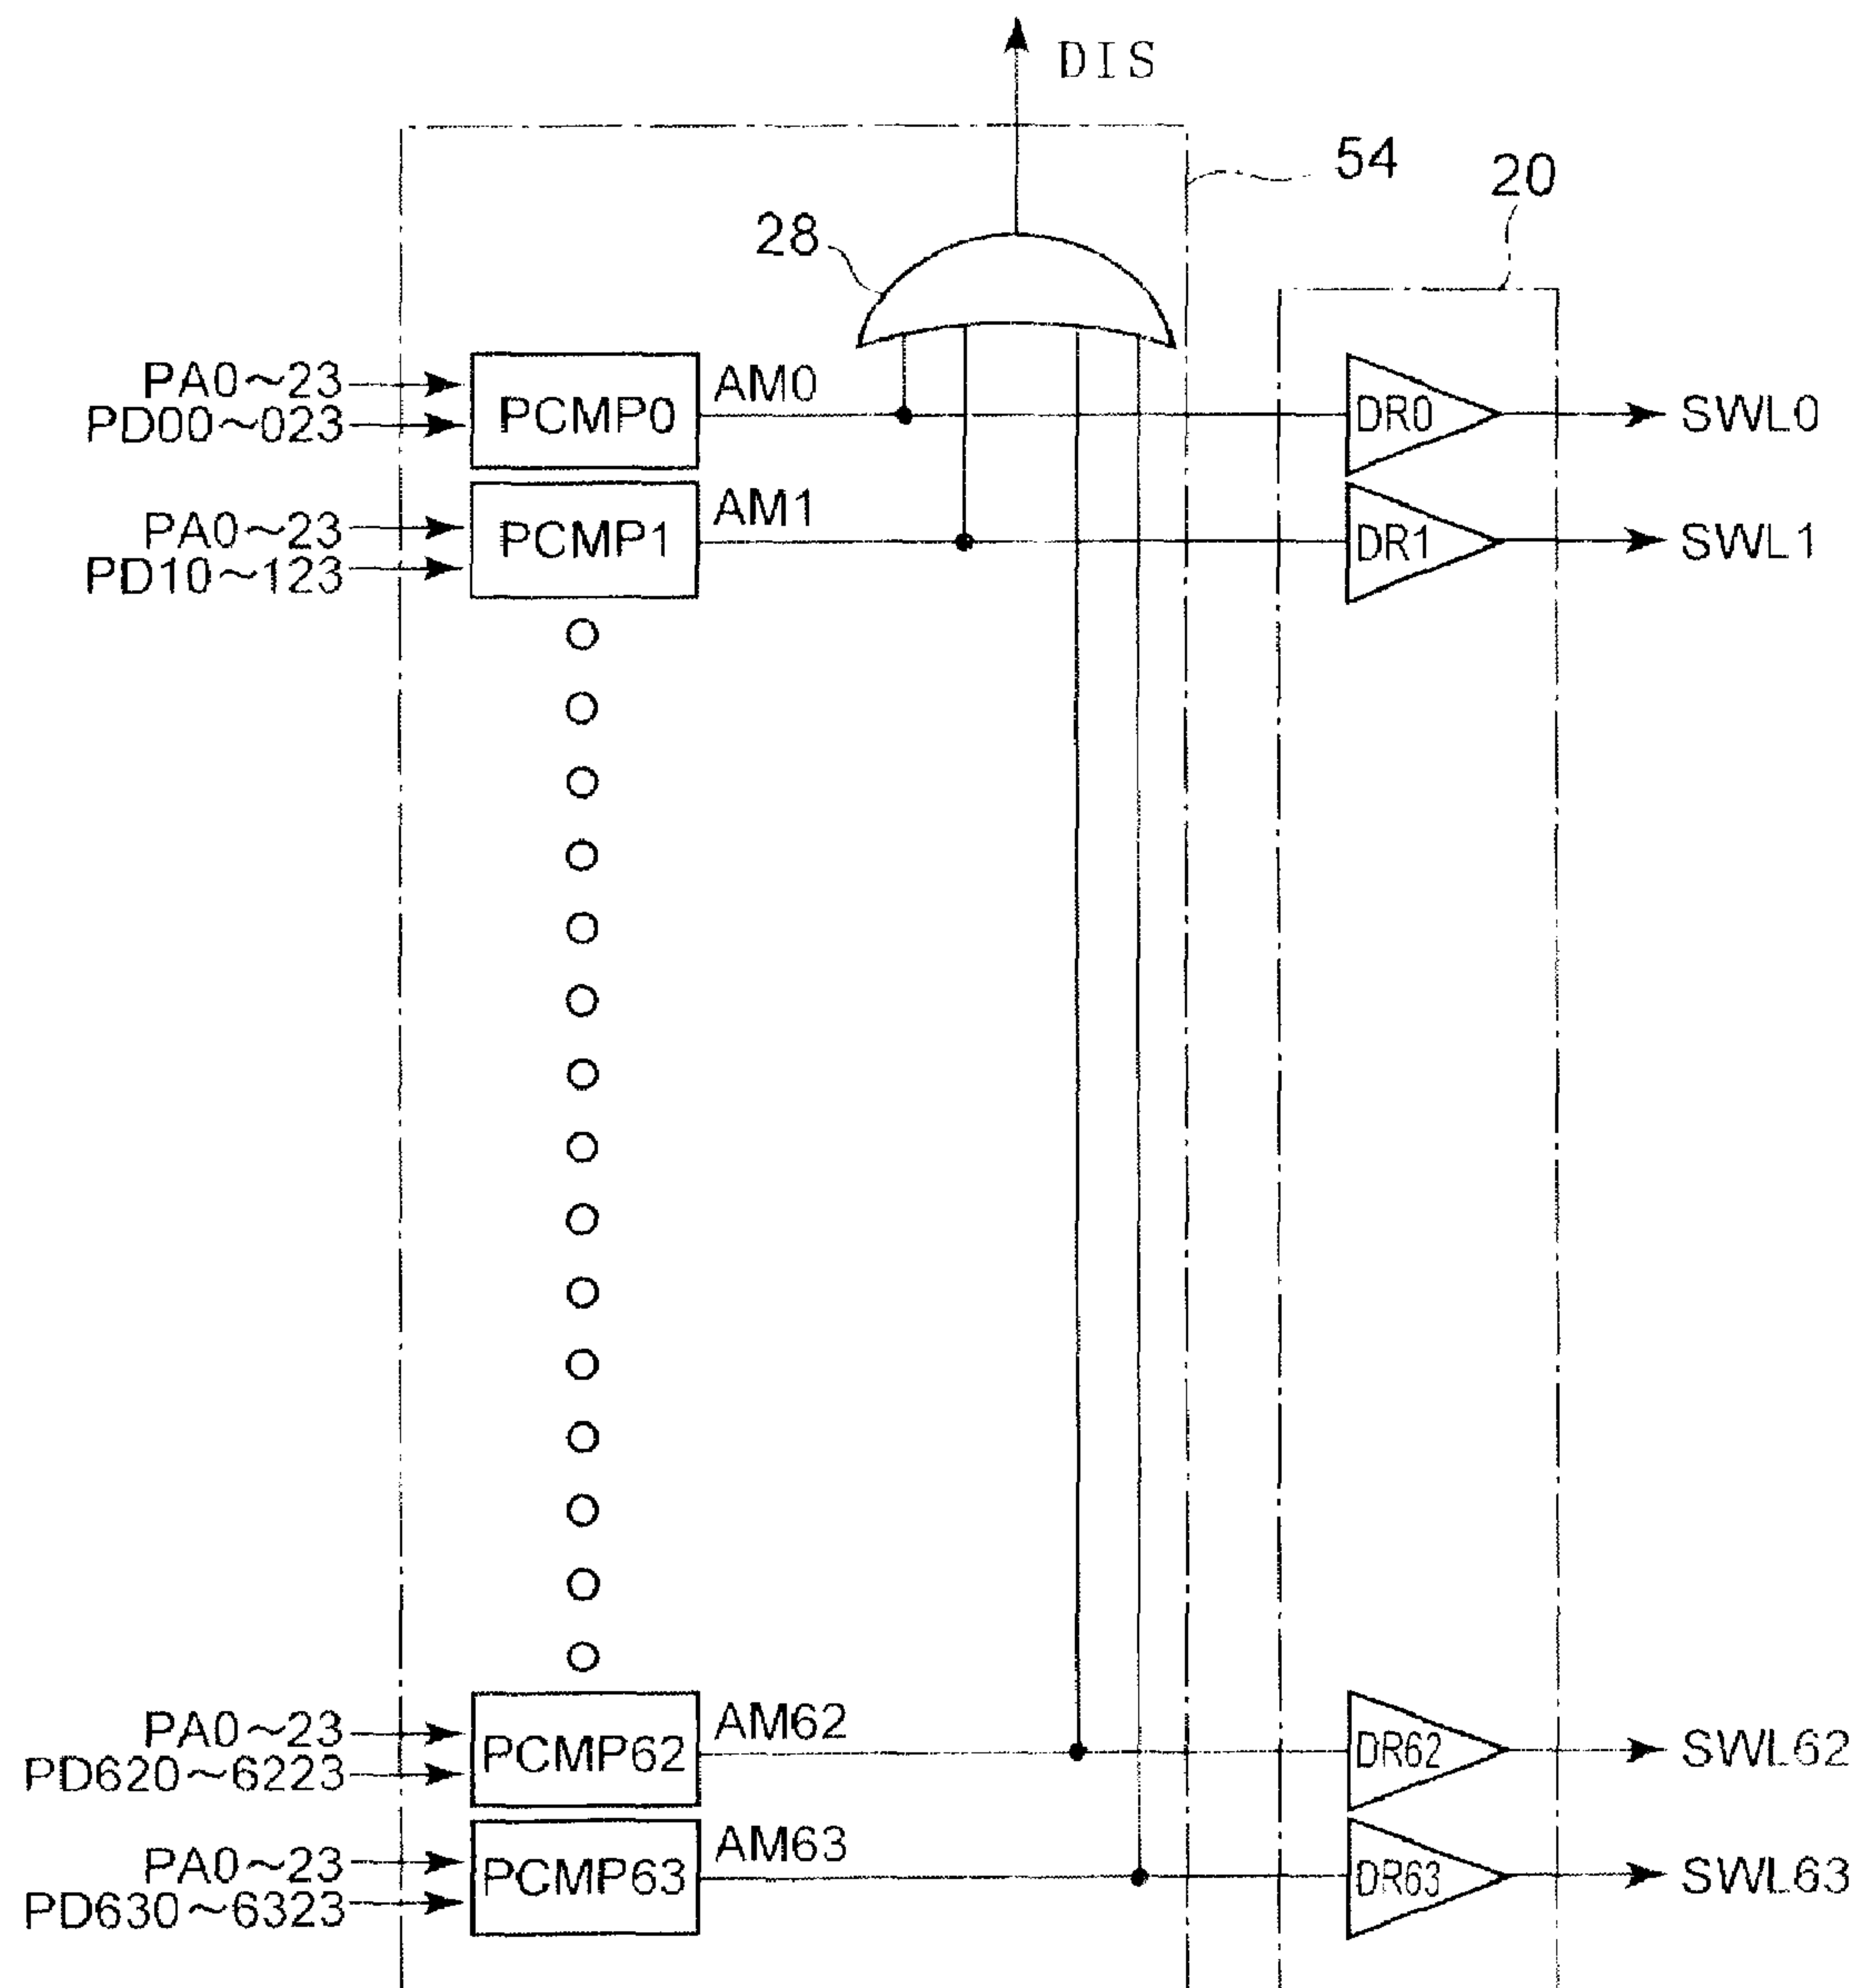 DIS
54
20
28
PA0~23
PD00~023
PCMP0
AM0
DR0
SWL0
PA0~23
PD10~123
PCMP1
AM1
DR1
SWL1
PA0~23
PD620~6223
PCMP62
AM62
DR62
SWL62
PA0~23
PD630~6323
PCMP63
AM63
DR63
SWL63